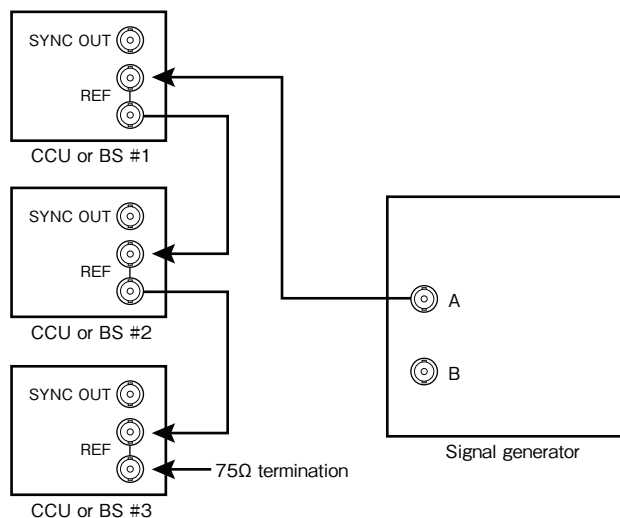 SYNC OUT
REF
CCU or BS #1
SYNC OUT
REF
CCU or BS #2
SYNC OUT
REF
75Ω termination
CCU or BS #3
A
B
Signal generator